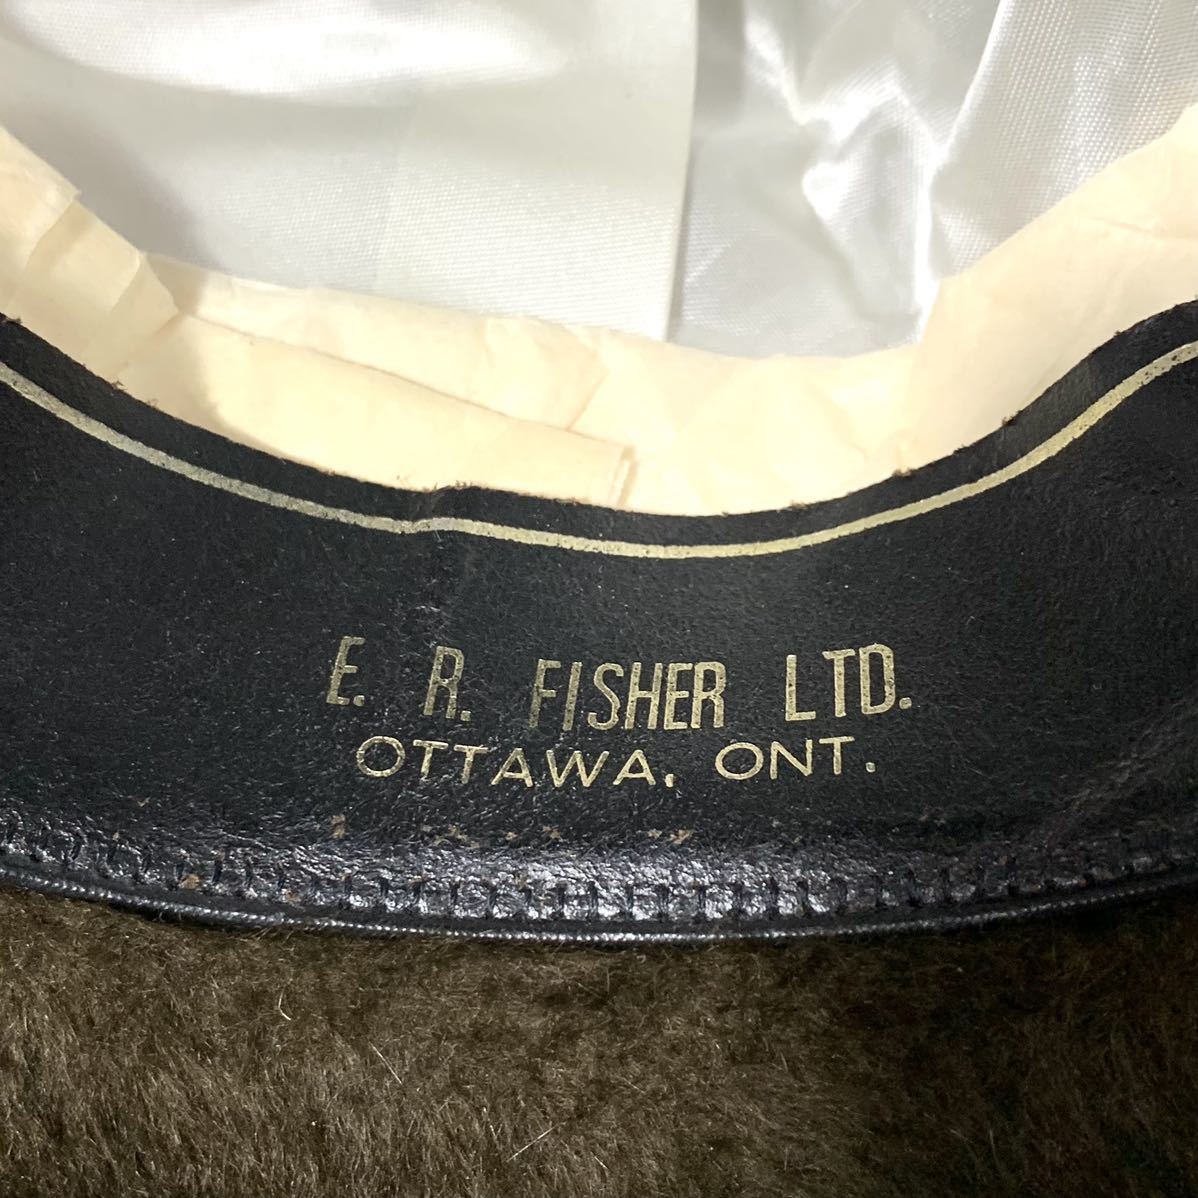 E. R. FISHER LTD.
OTTAWA, ONT.